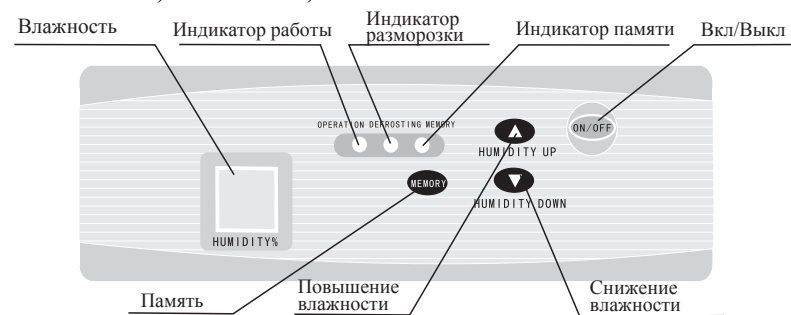 Влажность
Индикатор работы
Индикатор
разморозки
Индикатор памяти
Вкл/Выкл
OPERATION DEFROSTING MEMORY
ON/OFF
HUMIDITY UP
MEMORY
HUMIDITY DOWN
HUMIDITY%
Память
Повышение
влажности
Снижение
влажности